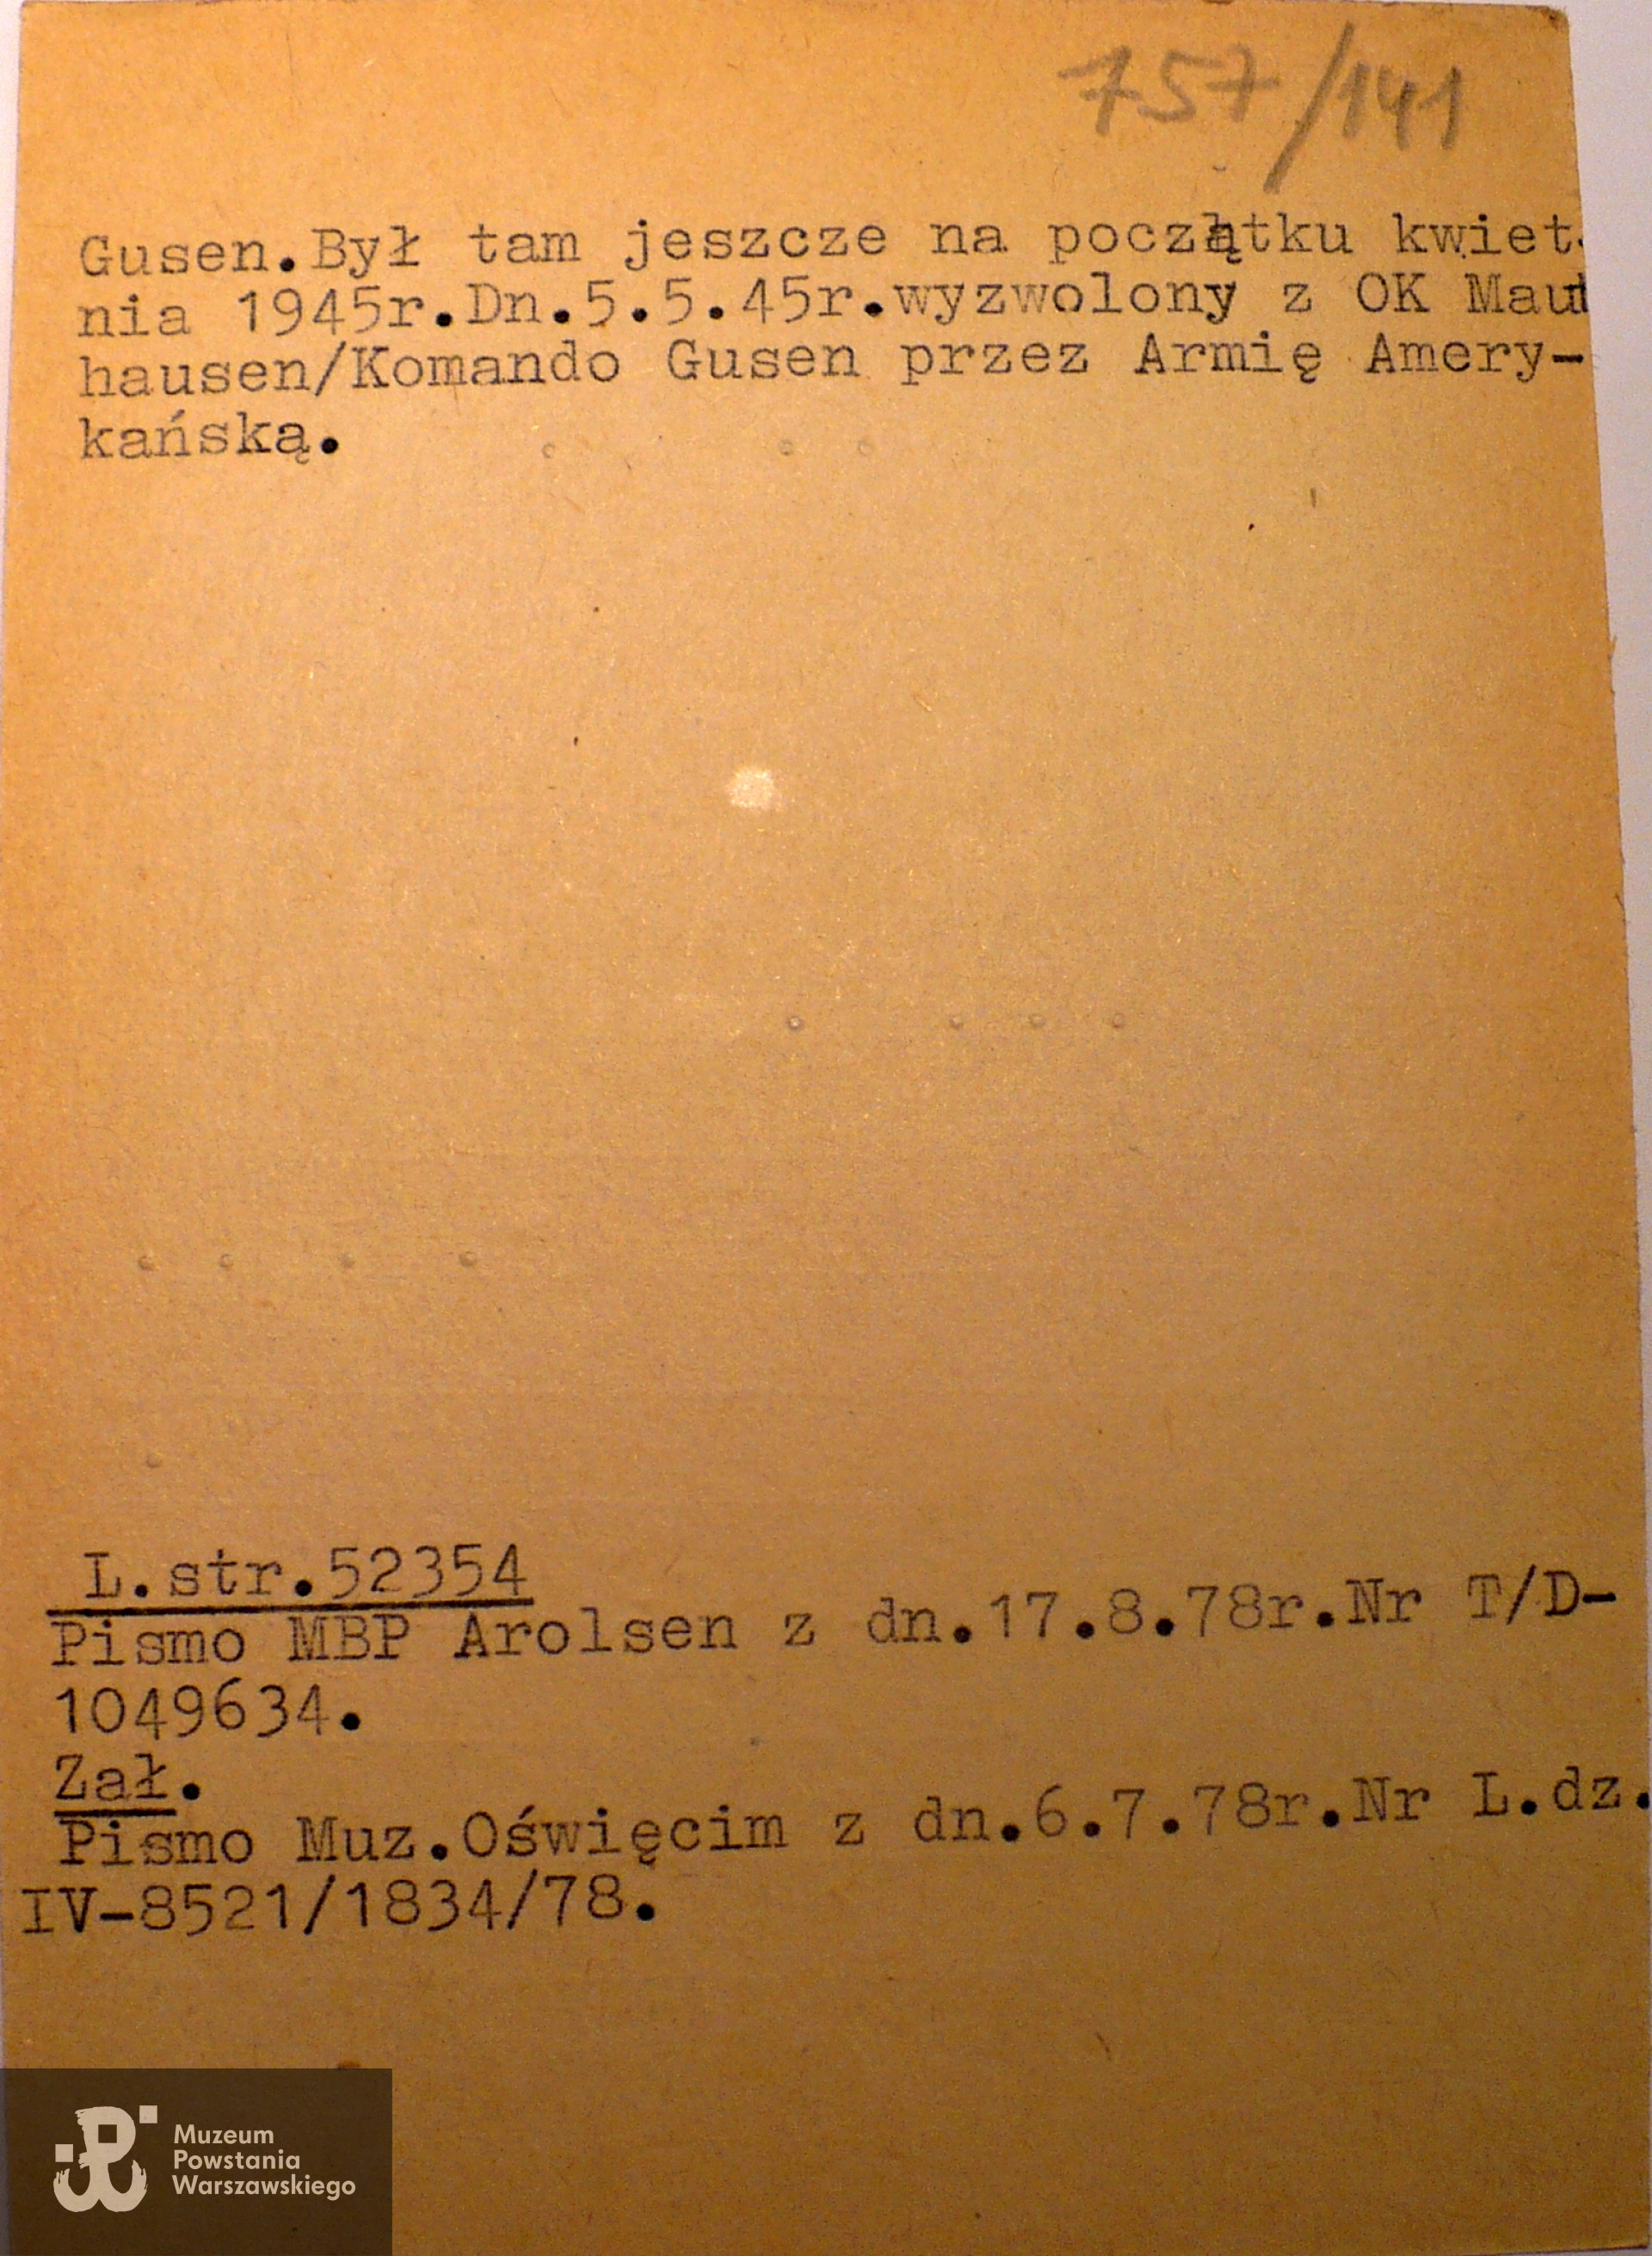 757/141
Gusen.Był tam jeszcze na początku kwiet-
nia 1945r.Dn.5.5.45r.wyzwolony z OK Maut
hausen/Komando Gusen przez Armię Amery-
kańską.
L.str.52354
Pismo MBP Arolsen z dn.17.8.78r.Nr T/D-
1049634.
Zał.
Pismo Muz.Oświęcim z dn.6.7.78r.Nr L.dz.
IV-8521/1834/78.
Muzeum
Powstania
Warszawskiego